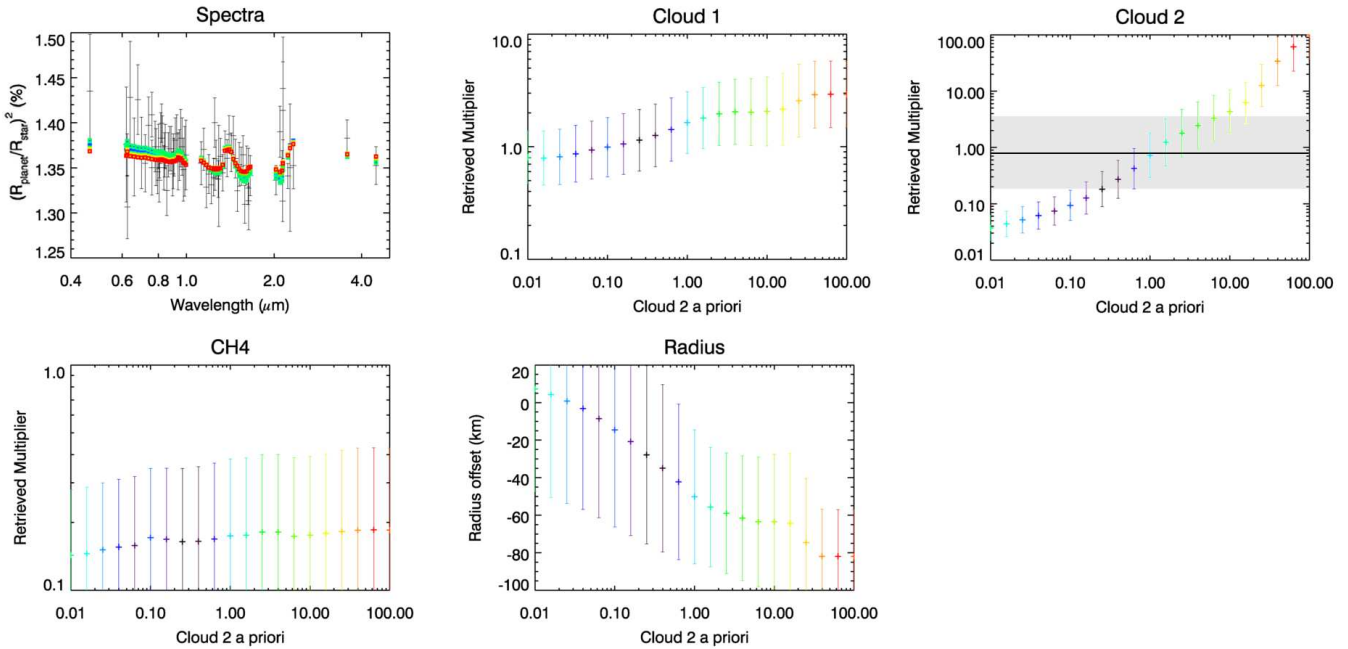 Spectra
(R_planet/R_star)^2 (%)
1.50
1.45
1.40
1.35
1.30
1.25
0.4 0.6 0.8 1.0 2.0 4.0
Wavelength (μm)
Cloud 1
Retrieved Multiplier
10.0
1.0
0.1
0.01 0.10 1.00 10.00 100.00
Cloud 2 a priori
Cloud 2
Retrieved Multiplier
100.00
10.00
1.00
0.10
0.01
0.01 0.10 1.00 10.00 100.00
Cloud 2 a priori
CH4
Retrieved Multiplier
1.0
0.1
0.01 0.10 1.00 10.00 100.00
Cloud 2 a priori
Radius
Radius offset (km)
20
0
-20
-40
-60
-80
-100
0.01 0.10 1.00 10.00 100.00
Cloud 2 a priori